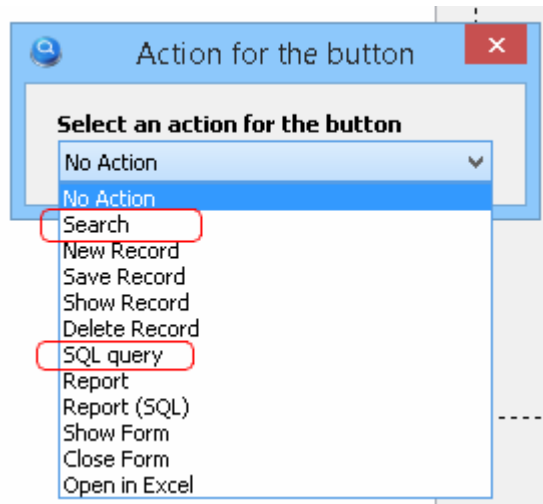 Action for the button
Select an action for the button
No Action
No Action
Search
New Record
Save Record
Show Record
Delete Record
SQL query
Report
Report (SQL)
Show Form
Close Form
Open in Excel